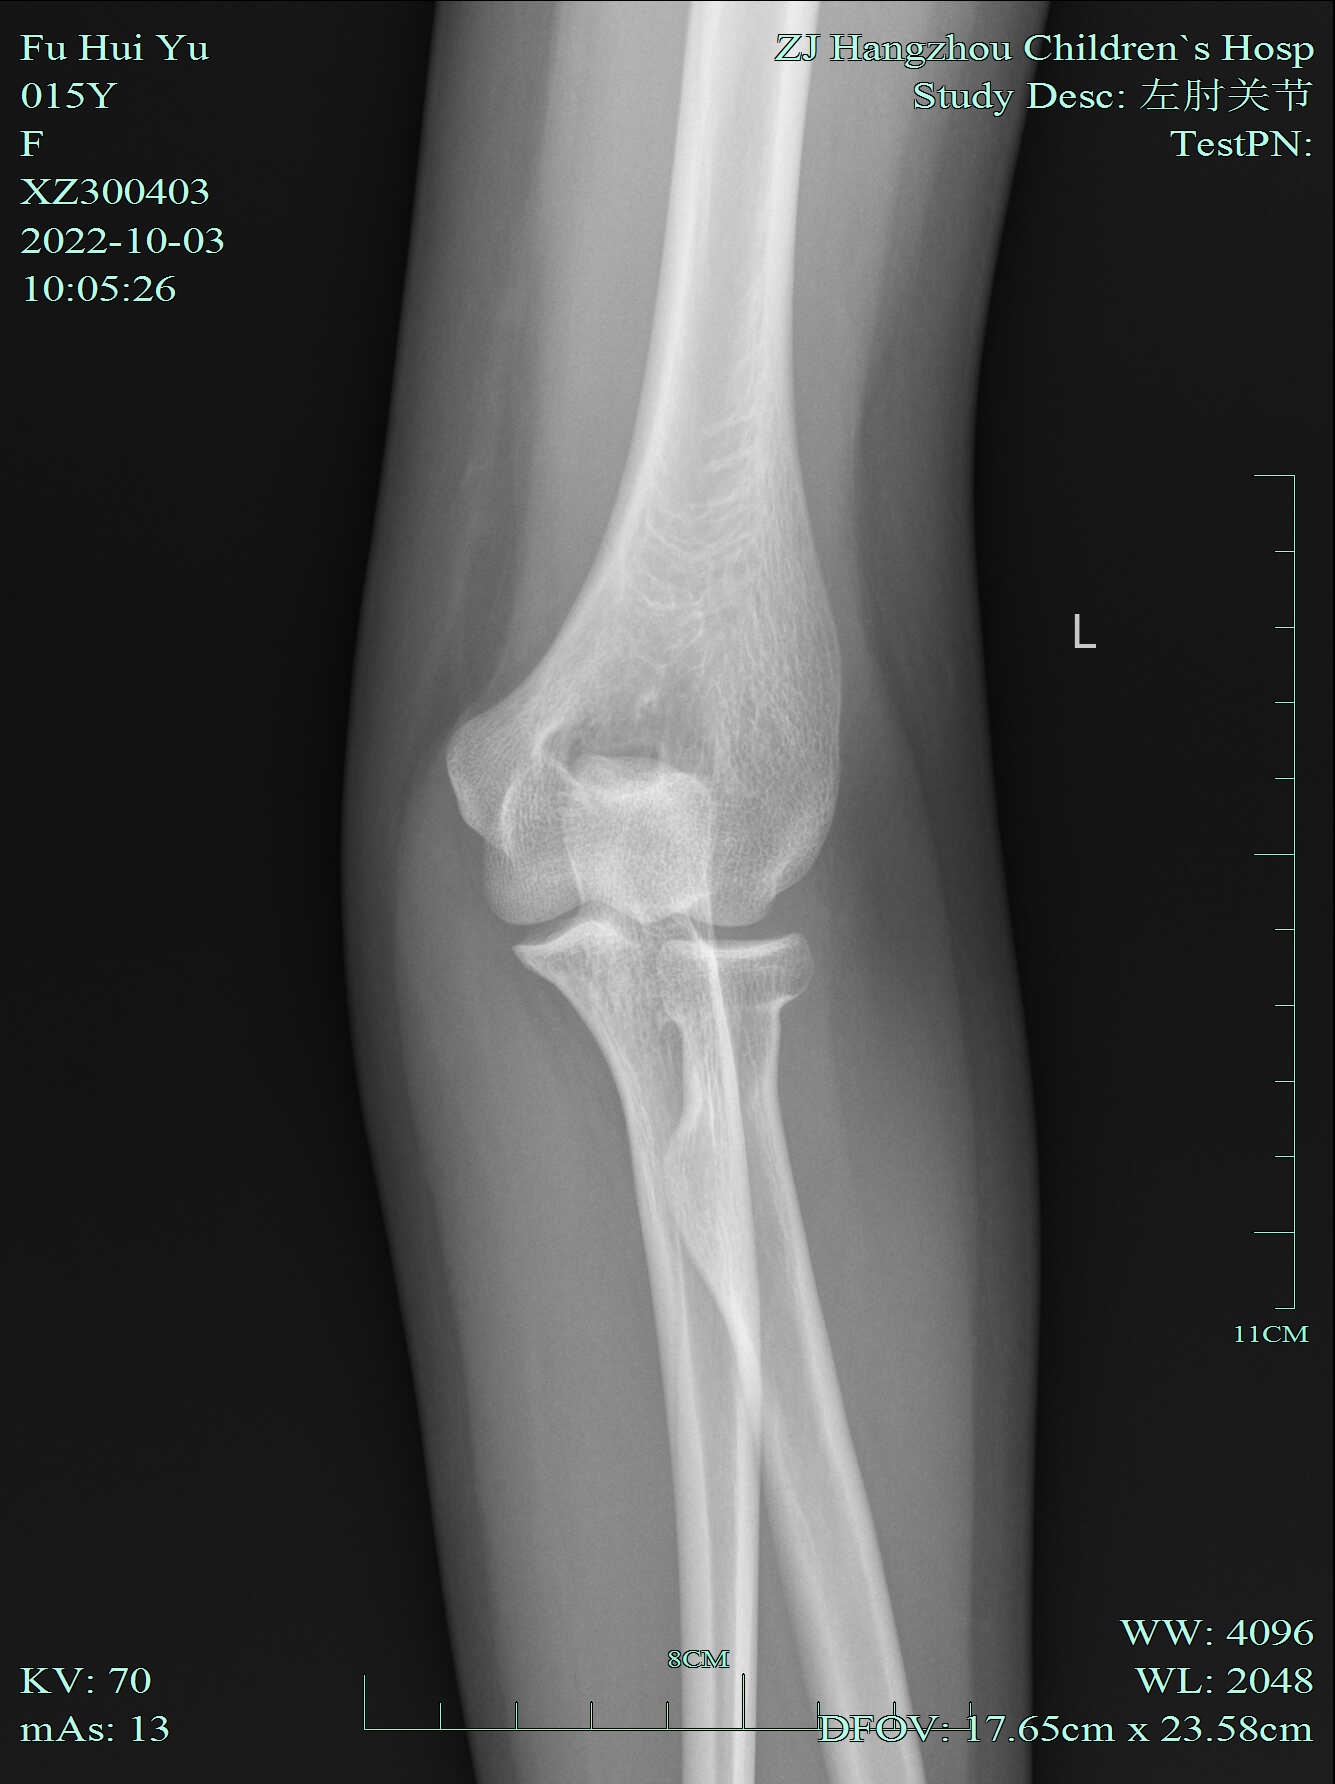 Fu Hui Yu
015Y
F
XZ300403
2022-10-03
10:05:26
ZJ Hangzhou Children`s Hosp
Study Desc: 左肘关节
TestPN:
L
11CM
8CM
KV: 70
mAs: 13
WW: 4096
WL: 2048
DFOV: 17.65cm x 23.58cm